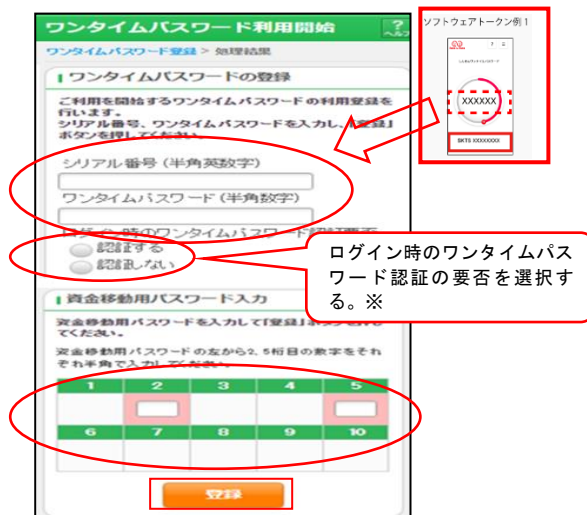 ワンタイムパスワード利用開始
?
ヘルプ
ワンタイムパスワード登録 > 処理結果
ワンタイムパスワードの登録
ご利用を開始するワンタイムパスワードの利用登録を
行います。
シリアル番号、ワンタイムパスワードを入力し、「登録」
ボタンを押してください。
シリアル番号（半角英数字）
ワンタイムパスワード（半角数字）
ログイン時のワンタイムパスワード認証要否
認証する
認証しない
資金移動用パスワード入力
資金移動用パスワードを入力して「登録」ボタンを押し
てください。
資金移動用パスワードの左から2、5桁目の数字をそれ
ぞれ半角で入力してください。
1 2 3 4 5
6 7 8 9 10
登録
ソフトウェアトークン例１
XXXXXX
SKTS XXXXXXXX
ログイン時のワンタイムパス
ワード認証の要否を選択す
る。※